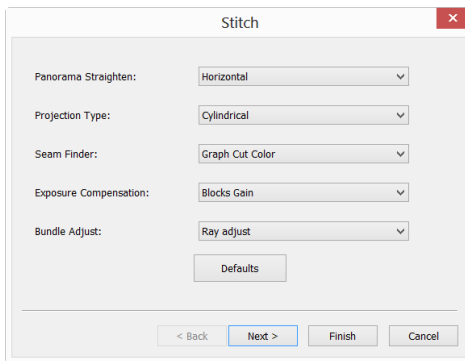 Stitch
Panorama Straighten: Horizontal
Projection Type: Cylindrical
Seam Finder: Graph Cut Color
Exposure Compensation: Blocks Gain
Bundle Adjust: Ray adjust
Defaults
< Back Next > Finish Cancel